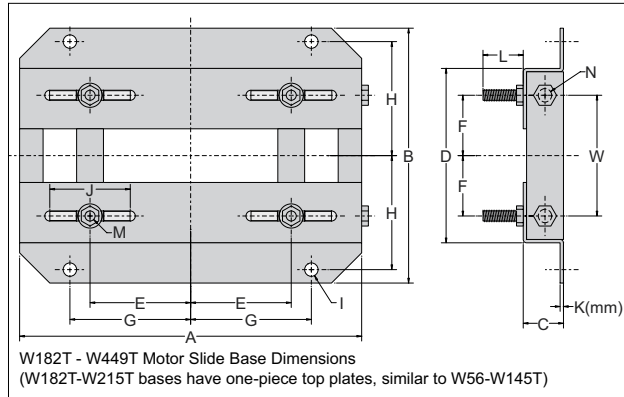 L
N
H
F
B
D
W
J
F
H
M
I
E
E
K(mm)
G
G
C
A
W182T - W449T Motor Slide Base Dimensions
(W182T-W215T bases have one-piece top plates, similar to W56-W145T)